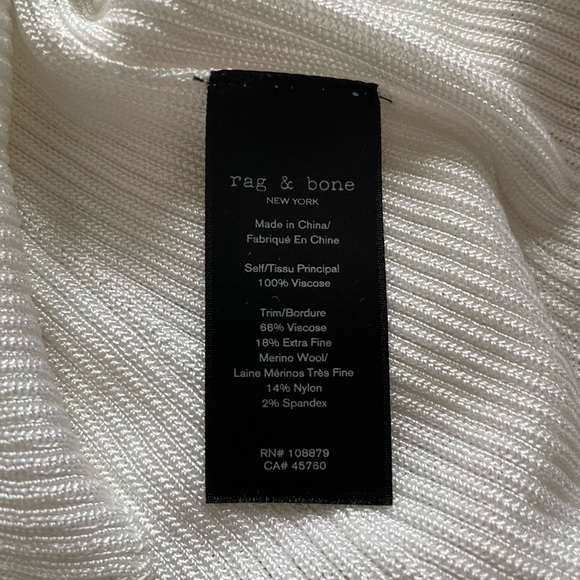 rag & bone
NEW YORK
Made in China/
Fabriqué En Chine
Self/Tissu Principal
100% Viscose
Trim/Bordure
66% Viscose
18% Extra Fine
Merino Wool/
Laine Mérinos Très Fine
14% Nylon
2% Spandex
RN# 108879
CA# 45760